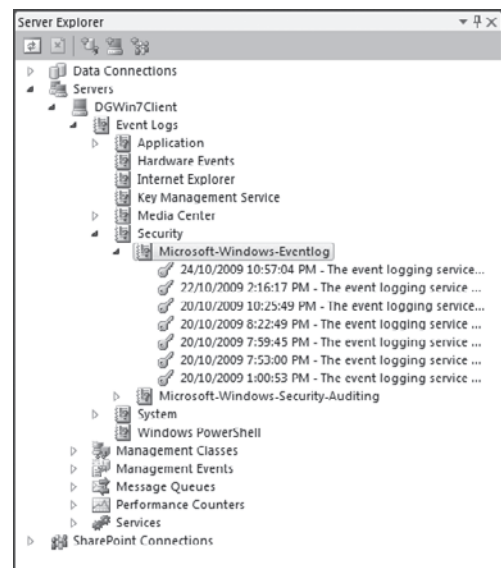 Server Explorer
Data Connections
Servers
DGWin7Client
Event Logs
Application
Hardware Events
Internet Explorer
Key Management Service
Media Center
Security
Microsoft-Windows-Eventlog
24/10/2009 10:57:04 PM - The event logging service...
22/10/2009 2:16:17 PM - The event logging service ...
20/10/2009 10:25:49 PM - The event logging service...
20/10/2009 8:22:49 PM - The event logging service ...
20/10/2009 7:59:45 PM - The event logging service ...
20/10/2009 7:53:00 PM - The event logging service ...
20/10/2009 1:00:53 PM - The event logging service ...
Microsoft-Windows-Security-Auditing
System
Windows PowerShell
Management Classes
Management Events
Message Queues
Performance Counters
Services
SharePoint Connections